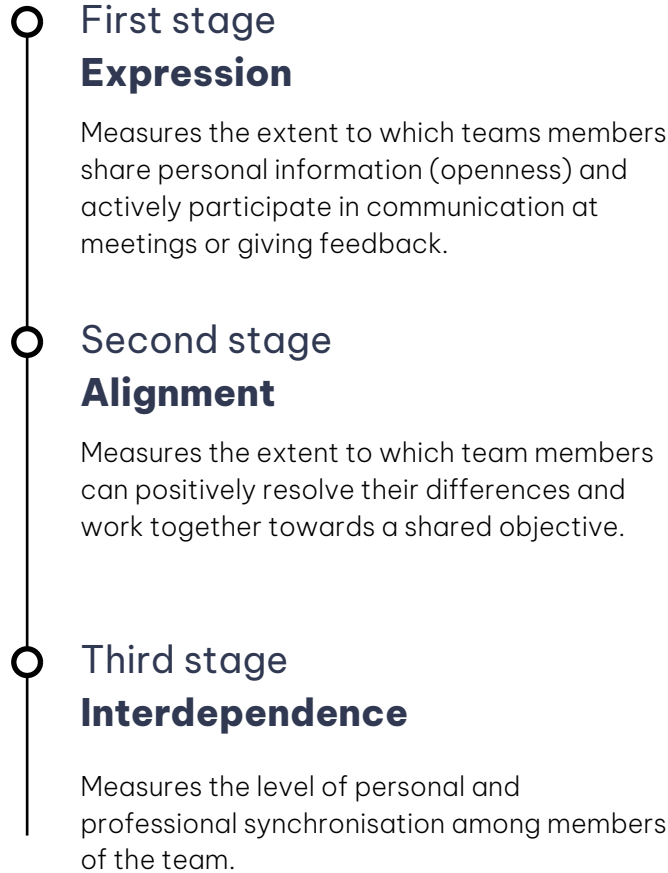 First stage
Expression
Measures the extent to which teams members
share personal information (openness) and
actively participate in communication at
meetings or giving feedback.
Second stage
Alignment
Measures the extent to which team members
can positively resolve their differences and
work together towards a shared objective.
Third stage
Interdependence
Measures the level of personal and
professional synchronisation among members
of the team.